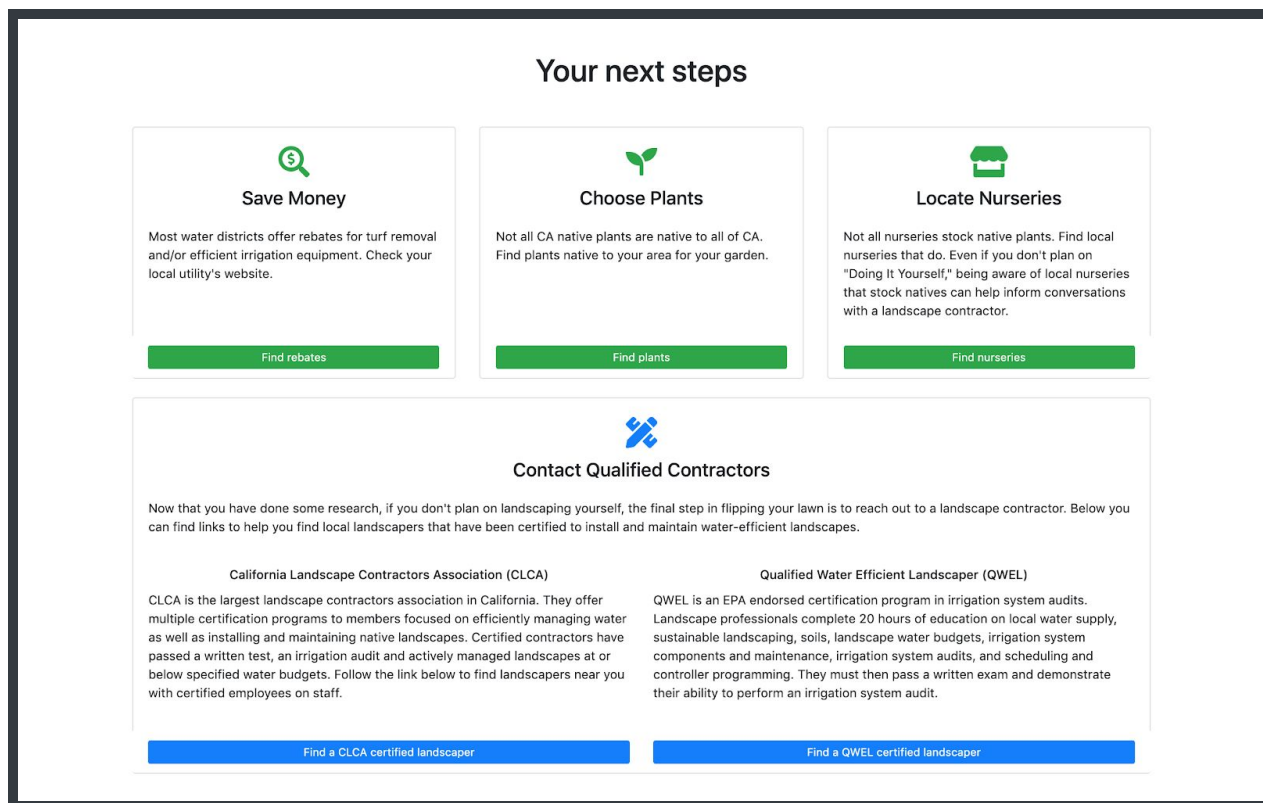 Your next steps
Save Money
Most water districts offer rebates for turf removal
and/or efficient irrigation equipment. Check your
local utility's website.
Find rebates
Choose Plants
Not all CA native plants are native to all of CA.
Find plants native to your area for your garden.
Find plants
Locate Nurseries
Not all nurseries stock native plants. Find local
nurseries that do. Even if you don't plan on
"Doing It Yourself," being aware of local nurseries
that stock natives can help inform conversations
with a landscape contractor.
Find nurseries
Contact Qualified Contractors
Now that you have done some research, if you don't plan on landscaping yourself, the final step in flipping your lawn is to reach out to a landscape contractor. Below you
can find links to help you find local landscapers that have been certified to install and maintain water-efficient landscapes.
California Landscape Contractors Association (CLCA)
CLCA is the largest landscape contractors association in California. They offer
multiple certification programs to members focused on efficiently managing water
as well as installing and maintaining native landscapes. Certified contractors have
passed a written test, an irrigation audit and actively managed landscapes at or
below specified water budgets. Follow the link below to find landscapers near you
with certified employees on staff.
Find a CLCA certified landscaper
Qualified Water Efficient Landscaper (QWEL)
QWEL is an EPA endorsed certification program in irrigation system audits.
Landscape professionals complete 20 hours of education on local water supply,
sustainable landscaping, soils, landscape water budgets, irrigation system
components and maintenance, irrigation system audits, and scheduling and
controller programming. They must then pass a written exam and demonstrate
their ability to perform an irrigation system audit.
Find a QWEL certified landscaper